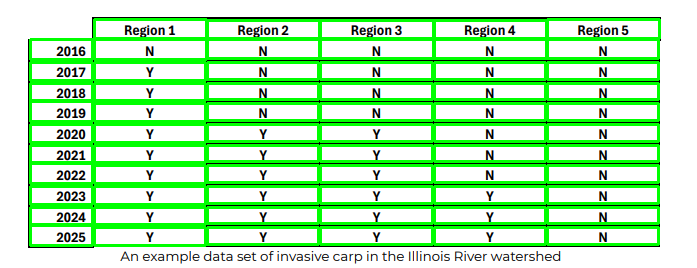 Region 1 Region 2 Region 3 Region 4 Region 5
2016 N N N N N
2017 Y N N N N
2018 Y N N N N
2019 Y N N N N
2020 Y Y Y N N
2021 Y Y Y N N
2022 Y Y Y N N
2023 Y Y Y Y N
2024 Y Y Y Y N
2025 Y Y Y Y N
An example data set of invasive carp in the Illinois River watershed